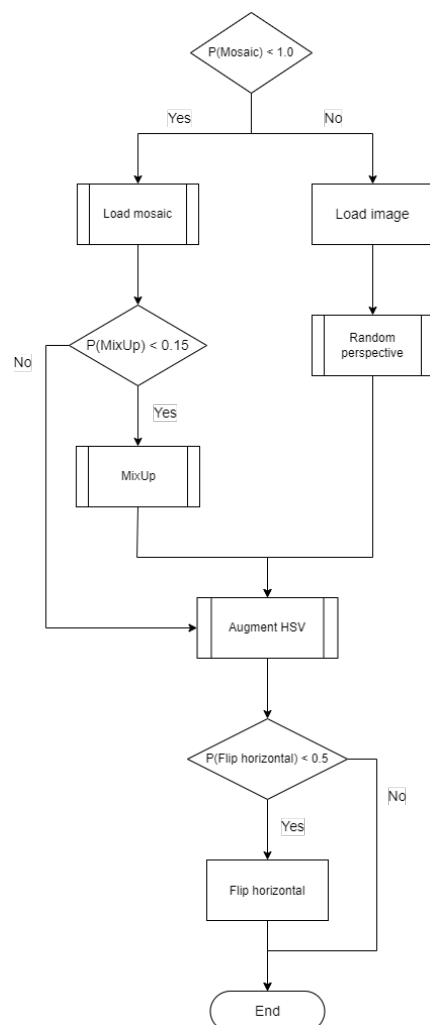 P(Mosaic) < 1.0
Yes
No
Load mosaic
Load image
P(MixUp) < 0.15
Random
perspective
No
Yes
MixUp
Augment HSV
P(Flip horizontal) < 0.5
No
Yes
Flip horizontal
End